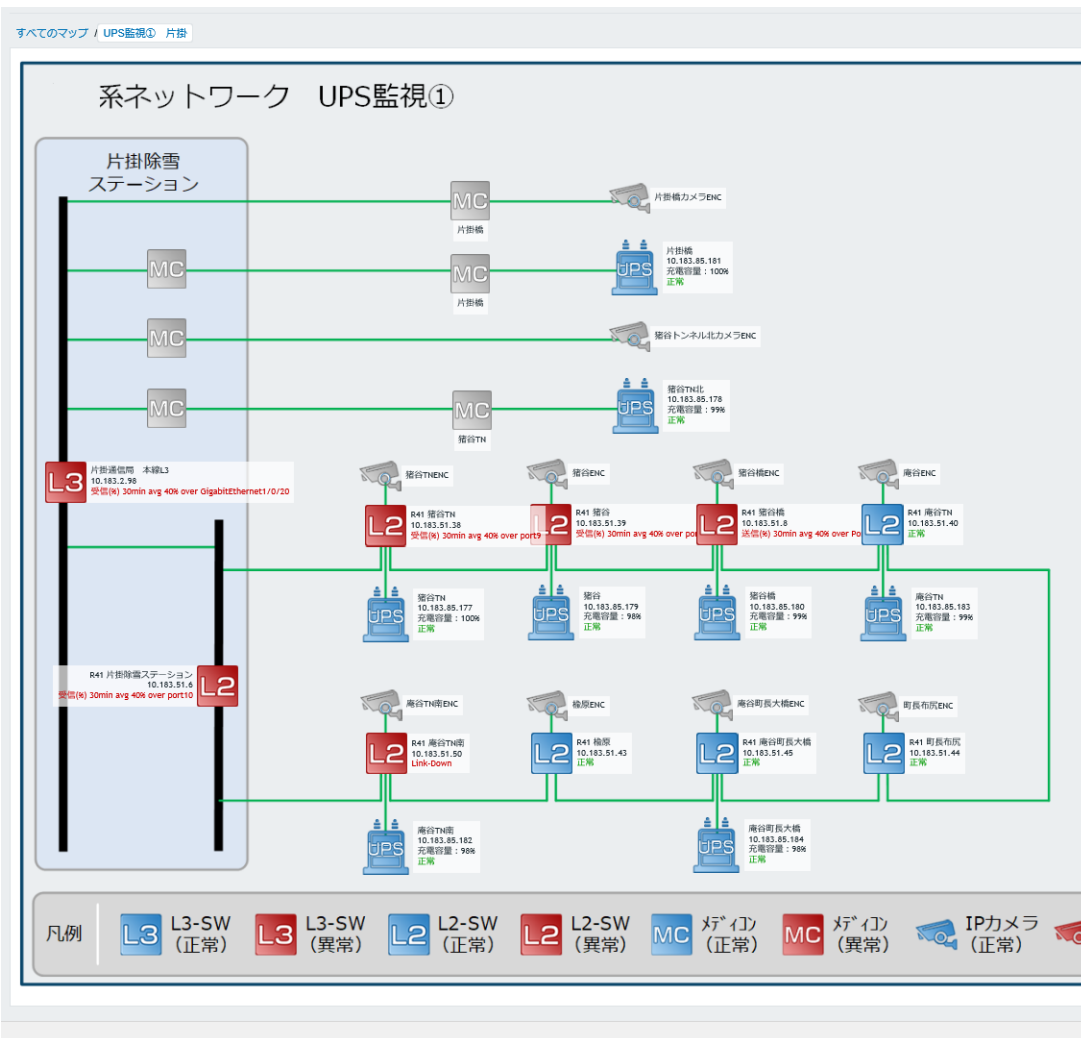 すべてのマップ / UPS監視① 片掛
系ネットワーク UPS監視①
片掛除雪
ステーション
MC
片掛橋
片掛橋カメラENC
MC
MC
片掛橋
UPS
片掛橋
10.183.85.181
充電容量：100%
正常
MC
猪谷トンネル北カメラENC
MC
MC
猪谷TN
UPS
猪谷TN北
10.183.85.178
充電容量：99%
正常
L3
片掛通信局 本線L3
10.183.2.98
受信(%) 30min avg 40% over GigabitEthernet1/0/20
猪谷TNENC
猪谷ENC
猪谷橋ENC
庵谷ENC
L2
R41 猪谷TN
10.183.51.38
受信(%) 30min avg 40% over port9
L2
R41 猪谷
10.183.51.39
受信(%) 30min avg 40% over por
L2
R41 猪谷橋
10.183.51.8
送信(%) 30min avg 40% over Po
L2
R41 庵谷TN
10.183.51.40
正常
UPS
猪谷TN
10.183.85.177
充電容量：100%
正常
UPS
猪谷
10.183.85.179
充電容量：98%
正常
UPS
猪谷橋
10.183.85.180
充電容量：99%
正常
UPS
庵谷TN
10.183.85.183
充電容量：99%
正常
R41 片掛除雪ステーション
10.183.51.6
受信(%) 30min avg 40% over port10
L2
庵谷TN南ENC
楡原ENC
庵谷町長大橋ENC
町長布尻ENC
L2
R41 庵谷TN南
10.183.51.50
Link-Down
L2
R41 楡原
10.183.51.43
正常
L2
R41 庵谷町長大橋
10.183.51.45
正常
L2
R41 町長布尻
10.183.51.44
正常
UPS
庵谷TN南
10.183.85.182
充電容量：98%
正常
UPS
庵谷町長大橋
10.183.85.184
充電容量：98%
正常
凡例
L3
L3-SW
（正常）
L3
L3-SW
（異常）
L2
L2-SW
（正常）
L2
L2-SW
（異常）
MC
ﾒﾃﾞｨｺﾝ
（正常）
MC
ﾒﾃﾞｨｺﾝ
（異常）
IPカメラ
（正常）